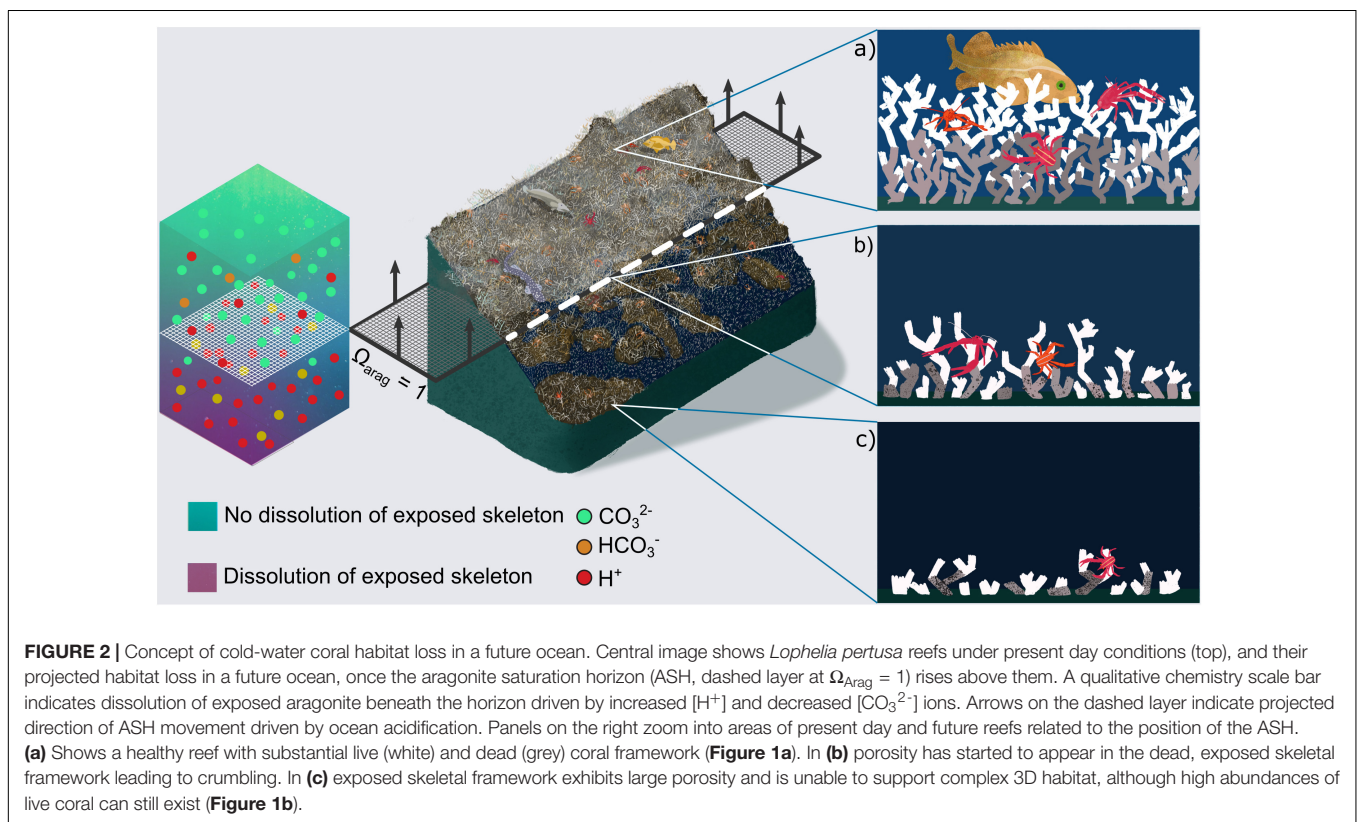 a)
b)
c)
Ωarag = 1
No dissolution of exposed skeleton
Dissolution of exposed skeleton
CO₃²⁻
HCO₃⁻
H⁺
FIGURE 2 | Concept of cold-water coral habitat loss in a future ocean. Central image shows Lophelia pertusa reefs under present day conditions (top), and their
projected habitat loss in a future ocean, once the aragonite saturation horizon (ASH, dashed layer at ΩArag = 1) rises above them. A qualitative chemistry scale bar
indicates dissolution of exposed aragonite beneath the horizon driven by increased [H⁺] and decreased [CO₃²⁻] ions. Arrows on the dashed layer indicate projected
direction of ASH movement driven by ocean acidification. Panels on the right zoom into areas of present day and future reefs related to the position of the ASH.
(a) Shows a healthy reef with substantial live (white) and dead (grey) coral framework (Figure 1a). In (b) porosity has started to appear in the dead, exposed skeletal
framework leading to crumbling. In (c) exposed skeletal framework exhibits large porosity and is unable to support complex 3D habitat, although high abundances of
live coral can still exist (Figure 1b).